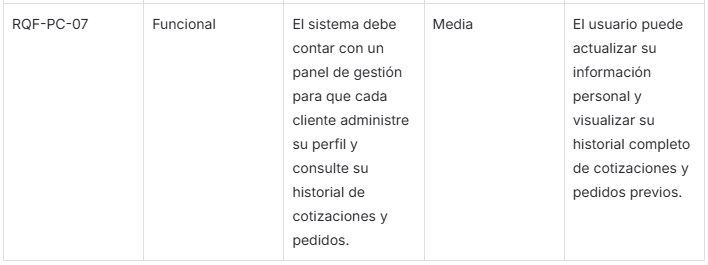 RQF-PC-07
Funcional
El sistema debe
contar con un
panel de gestión
para que cada
cliente administre
su perfil y
consulte su
historial de
cotizaciones y
pedidos.
Media
El usuario puede
actualizar su
información
personal y
visualizar su
historial completo
de cotizaciones y
pedidos previos.